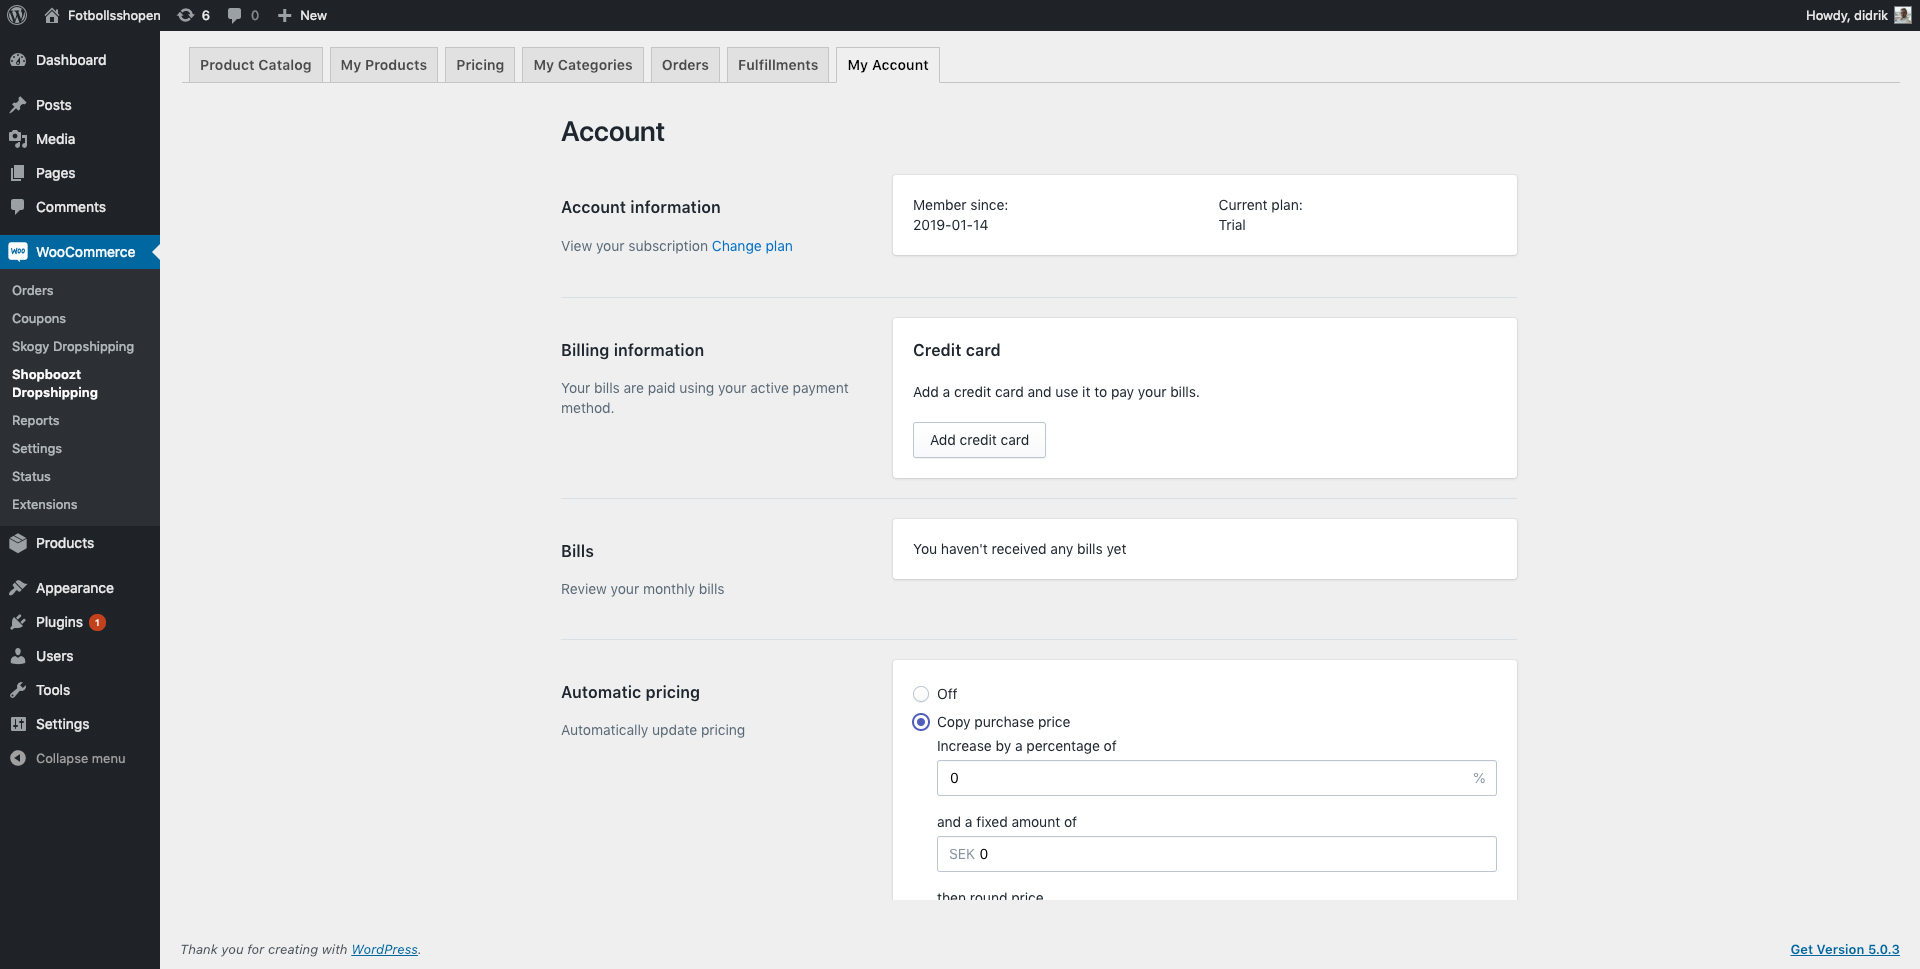 Fotbollsshopen 6 0 New Howdy, didrik
Dashboard
Posts
Media
Pages
Comments
WOO WooCommerce
Orders
Coupons
Skogy Dropshipping
Shopboozt
Dropshipping
Reports
Settings
Status
Extensions
Products
Appearance
Plugins 1
Users
Tools
Settings
Collapse menu
Product Catalog My Products Pricing My Categories Orders Fulfillments My Account
Account
Account information
View your subscription Change plan
Member since: Current plan:
2019-01-14 Trial
Billing information
Your bills are paid using your active payment
method.
Credit card
Add a credit card and use it to pay your bills.
Add credit card
Bills
Review your monthly bills
You haven't received any bills yet
Automatic pricing
Automatically update pricing
Off
Copy purchase price
Increase by a percentage of
0 %
and a fixed amount of
SEK 0
then round price
Thank you for creating with WordPress. Get Version 5.0.3